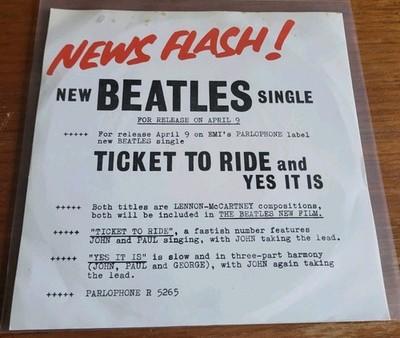 NEWS FLASH!
NEW BEATLES SINGLE
FOR RELEASE ON APRIL 9
+++++ For release April 9 on EMI's PARLOPHONE label
new BEATLES single
TICKET TO RIDE and
YES IT IS
+++++ Both titles are LENNON-McCARTNEY compositions,
both will be included in THE BEATLES NEW FILM.
+++++ "TICKET TO RIDE", a fastish number features
JOHN and PAUL singing, with JOHN taking the lead.
+++++ "YES IT IS" is slow and in three-part harmony
(JOHN, PAUL and GEORGE), with JOHN again taking
the lead.
+++++ PARLOPHONE R 5265